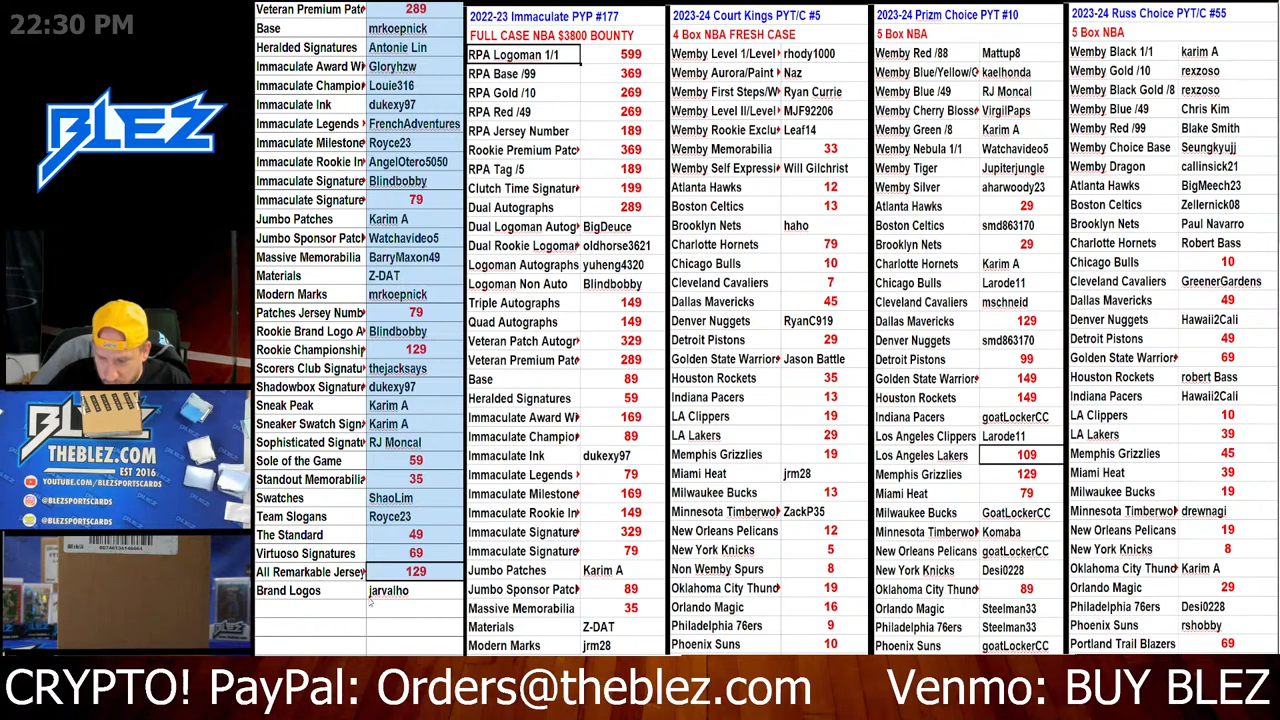 22:30 PM
BLEZ
BLEZ
THEBLEZ.COM
EST 2016
YOUTUBE.COM/BLEZSPORTSCARDS
@BLEZSPORTSCARDS
@BLEZSPORTSCARDS
Veteran Premium Pat 289
Base mrkoepnick
Heralded Signatures Antonie Lin
Immaculate Award Wi Gloryhzw
Immaculate Champio Louie316
Immaculate Ink dukexy97
Immaculate Legends FrenchAdventures
Immaculate Milestone Royce23
Immaculate Rookie In AngelOtero5050
Immaculate Signature Blindbobby
Immaculate Signature 79
Jumbo Patches Karim A
Jumbo Sponsor Patc Watchavideo5
Massive Memorabilia BarryMaxon49
Materials Z-DAT
Modern Marks mrkoepnick
Patches Jersey Numb 79
Rookie Brand Logo A Blindbobby
Rookie Championshi 129
Scorers Club Signatu thejacksays
Shadowbox Signatur dukexy97
Sneak Peak Karim A
Sneaker Swatch Sign Karim A
Sophisticated Signat RJ Moncal
Sole of the Game 59
Standout Memorabili 35
Swatches ShaoLim
Team Slogans Royce23
The Standard 49
Virtuoso Signatures 69
All Remarkable Jersey 129
Brand Logos jarvalho
2022-23 Immaculate PYP #177
FULL CASE NBA $3800 BOUNTY
RPA Logoman 1/1 599
RPA Base /99 369
RPA Gold /10 269
RPA Red /49 269
RPA Jersey Number 189
Rookie Premium Patc 369
RPA Tag /5 189
Clutch Time Signatur 199
Dual Autographs 289
Dual Logoman Autog BigDeuce
Dual Rookie Logomar oldhorse3621
Logoman Autographs yuheng4320
Logoman Non Auto Blindbobby
Triple Autographs 149
Quad Autographs 149
Veteran Patch Autogr 329
Veteran Premium Pat 289
Base 89
Heralded Signatures 59
Immaculate Award Wi 169
Immaculate Champio 89
Immaculate Ink dukexy97
Immaculate Legends 79
Immaculate Milestone 169
Immaculate Rookie In 149
Immaculate Signature 329
Immaculate Signature 79
Jumbo Patches Karim A
Jumbo Sponsor Patc 89
Massive Memorabilia 35
Materials Z-DAT
Modern Marks jrm28
2023-24 Court Kings PYT/C #5
4 Box NBA FRESH CASE
Wemby Level 1/Level rhody1000
Wemby Aurora/Paint Naz
Wemby First Steps/W Ryan Currie
Wemby Level II/Level MJF92206
Wemby Rookie Exclu Leaf14
Wemby Memorabilia 33
Wemby Self Expressi Will Gilchrist
Atlanta Hawks 12
Boston Celtics 13
Brooklyn Nets haho
Charlotte Hornets 79
Chicago Bulls 10
Cleveland Cavaliers 7
Dallas Mavericks 45
Denver Nuggets RyanC919
Detroit Pistons 29
Golden State Warrior Jason Battle
Houston Rockets 35
Indiana Pacers 13
LA Clippers 19
LA Lakers 29
Memphis Grizzlies 19
Miami Heat jrm28
Milwaukee Bucks 13
Minnesota Timberwo ZackP35
New Orleans Pelicans 12
New York Knicks 5
Non Wemby Spurs 8
Oklahoma City Thund 19
Orlando Magic 16
Philadelphia 76ers 9
Phoenix Suns 10
2023-24 Prizm Choice PYT #10
5 Box NBA
Wemby Red /88 Mattup8
Wemby Blue/Yellow/C kaelhonda
Wemby Blue /49 RJ Moncal
Wemby Cherry Blosse VirgilPaps
Wemby Green /8 Karim A
Wemby Nebula 1/1 Watchavideo5
Wemby Tiger Jupiterjungle
Wemby Silver aharwoody23
Atlanta Hawks 29
Boston Celtics smd863170
Brooklyn Nets 29
Charlotte Hornets Karim A
Chicago Bulls Larode11
Cleveland Cavaliers mschneid
Dallas Mavericks 129
Denver Nuggets smd863170
Detroit Pistons 99
Golden State Warrior 149
Houston Rockets 149
Indiana Pacers goatLockerCC
Los Angeles Clippers Larode11
Los Angeles Lakers 109
Memphis Grizzlies 129
Miami Heat 79
Milwaukee Bucks GoatLockerCC
Minnesota Timberwo Komaba
New Orleans Pelicans goatLockerCC
New York Knicks Desi0228
Oklahoma City Thund 89
Orlando Magic Steelman33
Philadelphia 76ers Steelman33
Phoenix Suns goatLockerCC
2023-24 Russ Choice PYT/C #55
5 Box NBA
Wemby Black 1/1 karim A
Wemby Gold /10 rexzoso
Wemby Black Gold /8 rexzoso
Wemby Blue /49 Chris Kim
Wemby Red /99 Blake Smith
Wemby Choice Base Seungkyujj
Wemby Dragon callinsick21
Atlanta Hawks BigMeech23
Boston Celtics Zellernick08
Brooklyn Nets Paul Navarro
Charlotte Hornets Robert Bass
Chicago Bulls 10
Cleveland Cavaliers GreenerGardens
Dallas Mavericks 49
Denver Nuggets Hawaii2Cali
Detroit Pistons 49
Golden State Warrior 69
Houston Rockets robert Bass
Indiana Pacers Hawaii2Cali
LA Clippers 10
LA Lakers 39
Memphis Grizzlies 45
Miami Heat 39
Milwaukee Bucks 19
Minnesota Timberwo drewnagi
New Orleans Pelicans 19
New York Knicks 8
Oklahoma City Thund Karim A
Orlando Magic 29
Philadelphia 76ers Desi0228
Phoenix Suns rshobby
Portland Trail Blazers 69
CRYPTO! PayPal: Orders@theblez.com Venmo: BUY BLEZ